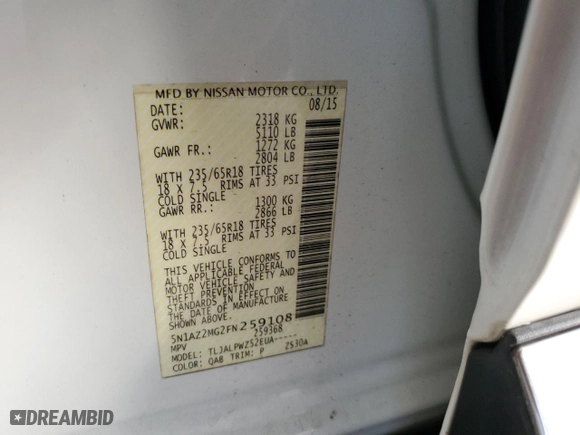 MFD BY NISSAN MOTOR CO., LTD.
DATE: 08/15
GVWR: 2318 KG
5110 LB
GAWR FR.: 1272 KG
2804 LB
WITH 235/65R18 TIRES
18 X 7.5 RIMS AT 33 PSI
COLD SINGLE
GAWR RR.: 1300 KG
2866 LB
WITH 235/65R18 TIRES
18 X 7.5 RIMS AT 33 PSI
COLD SINGLE
THIS VEHICLE CONFORMS TO
ALL APPLICABLE FEDERAL
MOTOR VEHICLE SAFETY AND
THEFT PREVENTION
STANDARDS IN EFFECT ON
THE DATE OF MANUFACTURE
SHOWN ABOVE.
5N1AZ2MG2FN259108
MPV 259368
MODEL: TLJALPWZS2EUA-----
COLOR: QAB TRIM: P ZS30A
DREAMBID